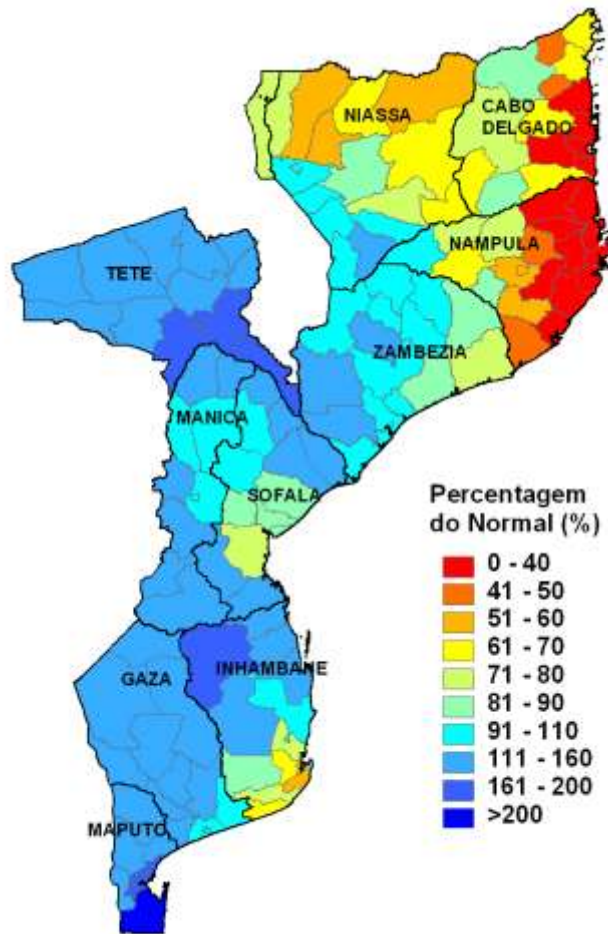 NIASSA
CABO
DELGADO
NAMPULA
TETE
ZAMBEZIA
MANICA
SOFALA
INHAMBANE
GAZA
MAPUTO
Percentagem
do Normal (%)
0 - 40
41 - 50
51 - 60
61 - 70
71 - 80
81 - 90
91 - 110
111 - 160
161 - 200
>200